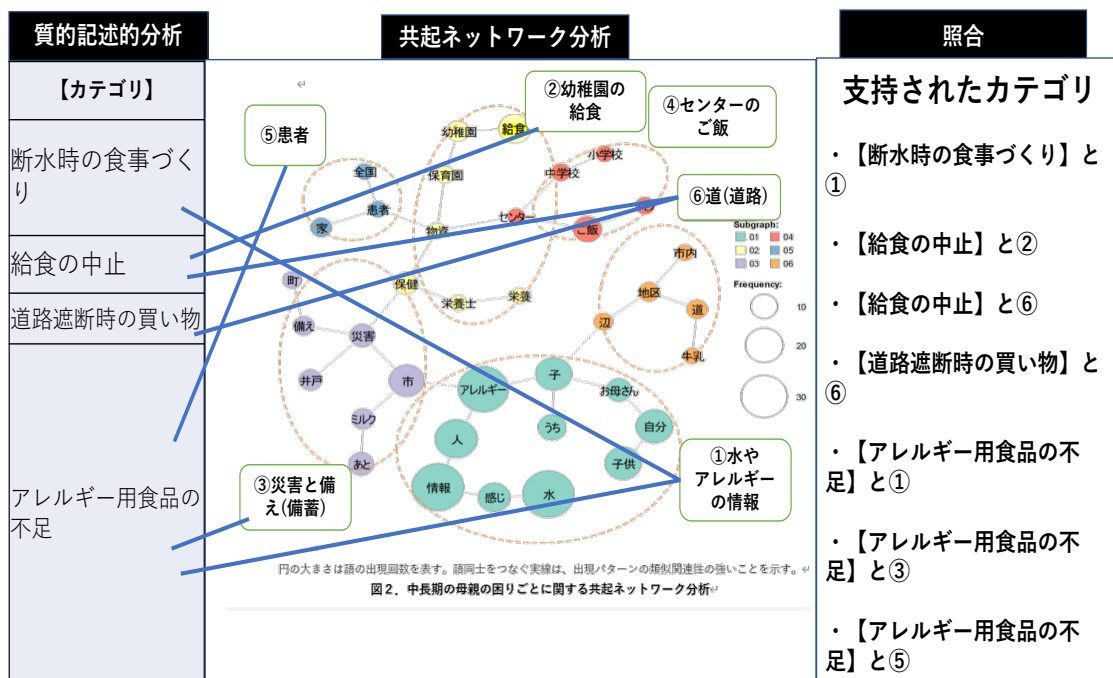 質的記述的分析
共起ネットワーク分析
照合
【カテゴリ】
断水時の食事づく
り
給食の中止
道路遮断時の買い物
アレルギー用食品の
不足
⑤患者
②幼稚園の
給食
④センターの
ご飯
⑥道(道路)
③災害と備
え(備蓄)
①水や
アレルギー
の情報
幼稚園
給食
全国
保育園
患者
家
物資
小学校
中学校
センター
ご飯
保健
栄養士
栄養
町
備え
災害
井戸
市
ミルク
あと
市内
地区
道
辺
牛乳
アレルギー
子
お母さん
人
うち
自分
子供
情報
感じ
水
Subgraph:
01
04
02
05
03
06
Frequency:
10
20
30
円の大きさは語の出現回数を表す。語同士をつなぐ実線は、出現パターンの類似関連性の強いことを示す。
図2．中長期の母親の困りごとに関する共起ネットワーク分析
支持されたカテゴリ
・【断水時の食事づくり】と
①
・【給食の中止】と②
・【給食の中止】と⑥
・【道路遮断時の買い物】と
⑥
・【アレルギー用食品の不
足】と①
・【アレルギー用食品の不
足】と③
・【アレルギー用食品の不
足】と⑤